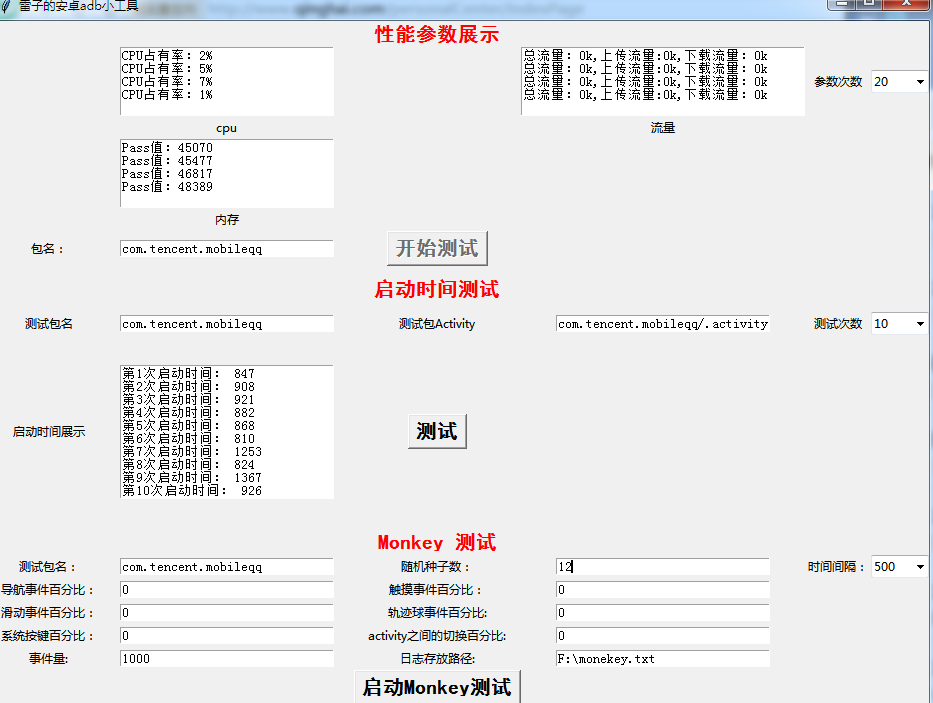 雷子的安卓adb小工具
性能参数展示
CPU占有率：2%
CPU占有率：5%
CPU占有率：7%
CPU占有率：1%
总流量：0k,上传流量:0k,下载流量：0k
总流量：0k,上传流量:0k,下载流量：0k
总流量：0k,上传流量:0k,下载流量：0k
总流量：0k,上传流量:0k,下载流量：0k
参数次数 20
cpu
流量
Pass值：45070
Pass值：45477
Pass值：46817
Pass值：48389
内存
包名： com.tencent.mobileqq 开始测试
启动时间测试
测试包名 com.tencent.mobileqq 测试包Activity com.tencent.mobileqq/.activity 测试次数 10
第1次启动时间： 847
第2次启动时间： 908
第3次启动时间： 921
第4次启动时间： 882
第5次启动时间： 868
第6次启动时间： 810
第7次启动时间： 1253
第8次启动时间： 824
第9次启动时间： 1367
第10次启动时间： 926
启动时间展示
测试
Monkey 测试
测试包名： com.tencent.mobileqq 随机种子数： 12 时间间隔： 500
导航事件百分比： 0 触摸事件百分比： 0
滑动事件百分比： 0 轨迹球事件百分比: 0
系统按键百分比： 0 activity之间的切换百分比: 0
事件量: 1000 日志存放路径: F:\monekey.txt
启动Monkey测试